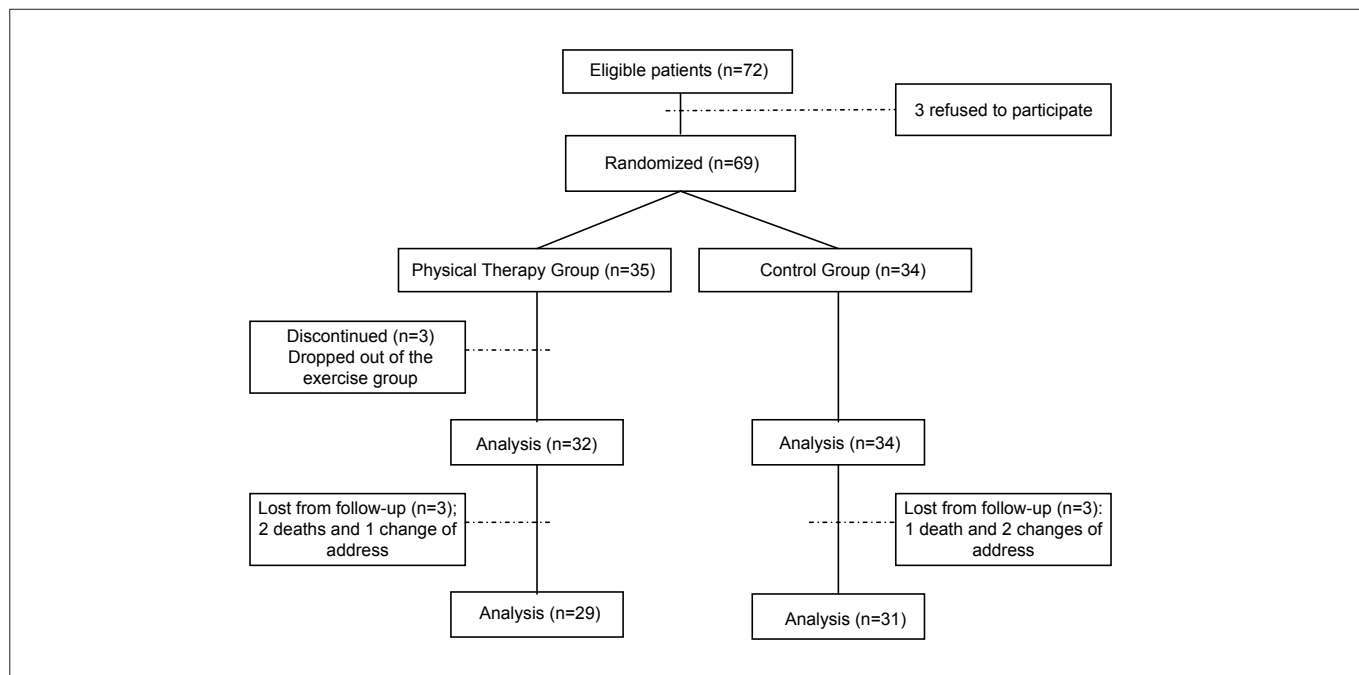 Eligible patients (n=72)
3 refused to participate
Randomized (n=69)
Physical Therapy Group (n=35)
Control Group (n=34)
Discontinued (n=3)
Dropped out of the
exercise group
Analysis (n=32)
Analysis (n=34)
Lost from follow-up (n=3);
2 deaths and 1 change of
address
Lost from follow-up (n=3):
1 death and 2 changes of
address
Analysis (n=29)
Analysis (n=31)